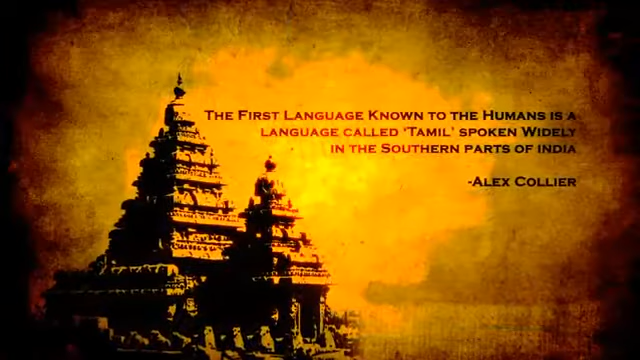 The First Language Known to the Humans is a
language called ‘Tamil’ spoken Widely
in the Southern parts of india
-Alex Collier